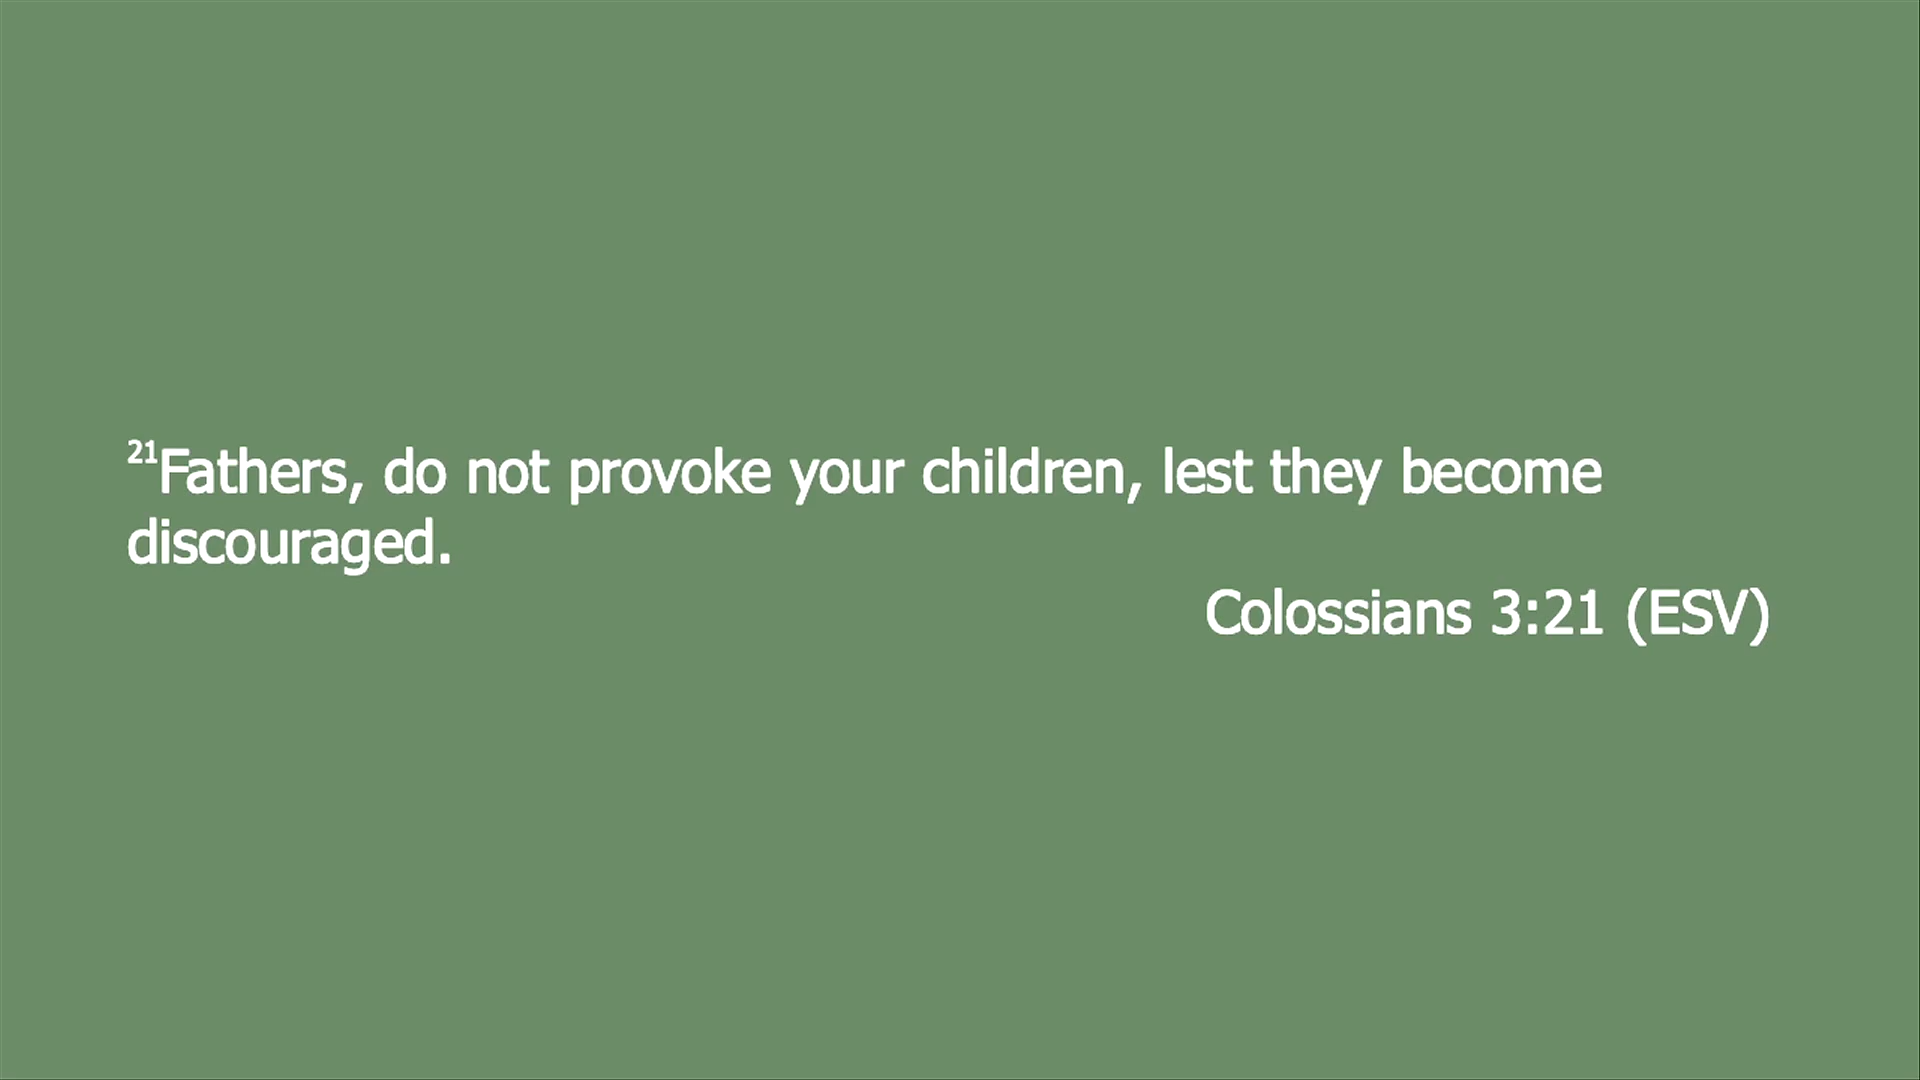 21Fathers, do not provoke your children, lest they become
discouraged.
Colossians 3:21 (ESV)